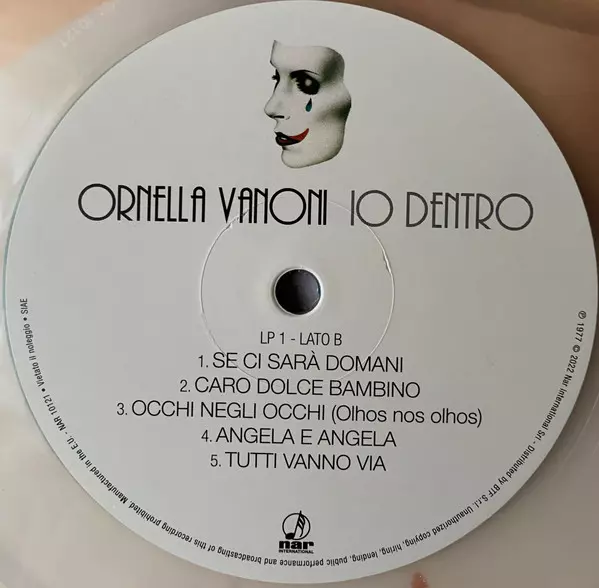 ORNELLA VANONI IO DENTRO
LP 1 - LATO B
1. SE CI SARÀ DOMANI
2. CARO DOLCE BAMBINO
3. OCCHI NEGLI OCCHI (Olhos nos olhos)
4. ANGELA E ANGELA
5. TUTTI VANNO VIA
nar
INTERNATIONAL
℗ 1977 © 2022 Nar International Srl - Distributed by BTF S.r.l. Unauthorized copying, hiring, lending, public performance and broadcasting of this recording prohibited. Manufactured in the E.U. - NAR 10121 • Vietato il noleggio • SIAE